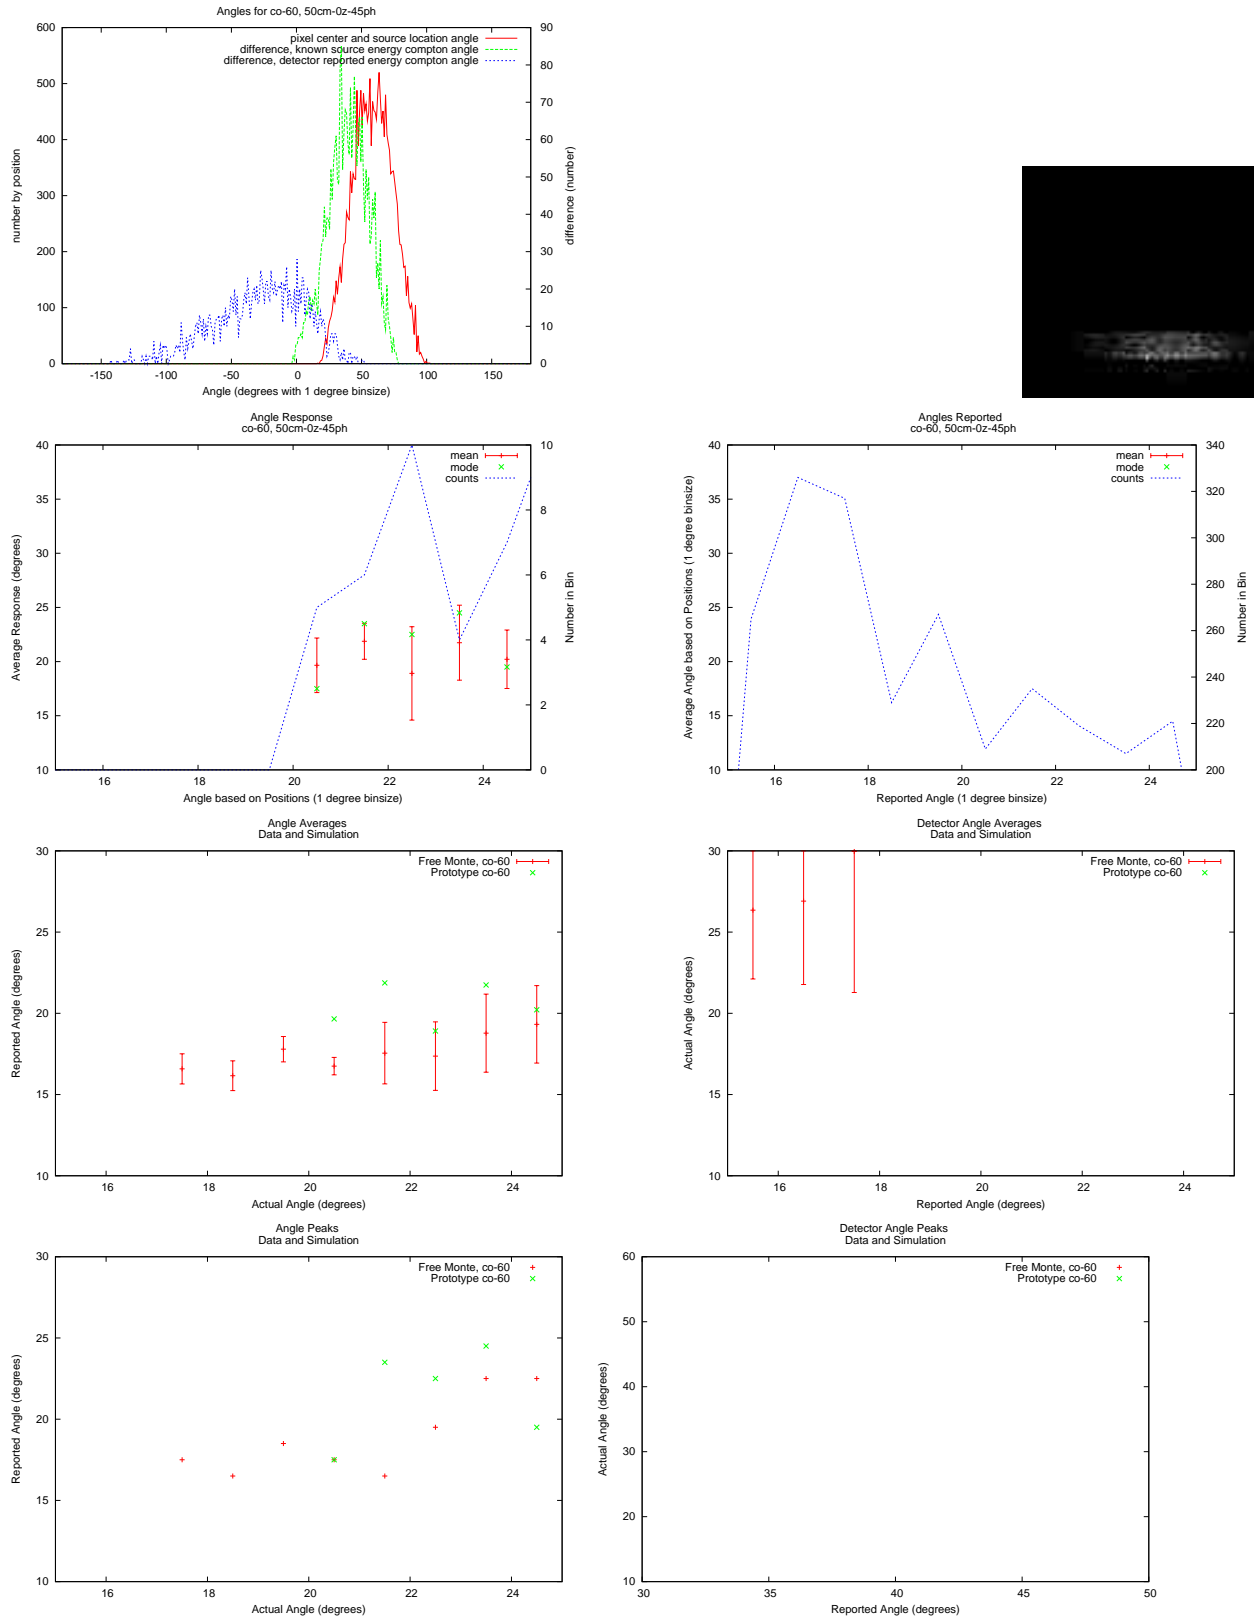 Angles for co-60, 50cm-0z-45ph
pixel center and source location angle
difference, known source energy compton angle
difference, detector reported energy compton angle
600
500
400
300
200
100
0
90
80
70
60
50
40
30
20
10
0
number by position
difference (number)
-150 -100 -50 0 50 100 150
Angle (degrees with 1 degree binsize)
Angle Response
co-60, 50cm-0z-45ph
mean
mode
counts
40
35
30
25
20
15
10
10
8
6
4
2
0
Average Response (degrees)
Number in Bin
16 18 20 22 24
Angle based on Positions (1 degree binsize)
Angles Reported
co-60, 50cm-0z-45ph
mean
mode
counts
40
35
30
25
20
15
10
340
320
300
280
260
240
220
200
Average Angle based on Positions (1 degree binsize)
Number in Bin
16 18 20 22 24
Reported Angle (1 degree binsize)
Angle Averages
Data and Simulation
Free Monte, co-60
Prototype co-60
30
25
20
15
10
Reported Angle (degrees)
16 18 20 22 24
Actual Angle (degrees)
Detector Angle Averages
Data and Simulation
Free Monte, co-60
Prototype co-60
30
25
20
15
10
Actual Angle (degrees)
16 18 20 22 24
Reported Angle (degrees)
Angle Peaks
Data and Simulation
Free Monte, co-60
Prototype co-60
30
25
20
15
10
Reported Angle (degrees)
16 18 20 22 24
Actual Angle (degrees)
Detector Angle Peaks
Data and Simulation
Free Monte, co-60
Prototype co-60
60
50
40
30
20
10
Actual Angle (degrees)
30 35 40 45 50
Reported Angle (degrees)